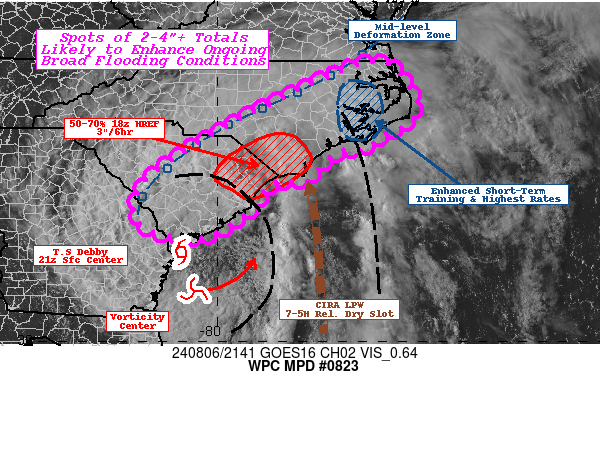 Mid-level
Deformation Zone
Spots of 2-4"+ Totals
Likely to Enhance Ongoing
Broad Flooding Conditions
50-70% 18z HREF
3"/6hr
Enhanced Short-Term
Training & Highest Rates
T.S Debby
21z Sfc Center
CIRA LPW
7-5H Rel. Dry Slot
Vorticity
Center
-80
240806/2141 GOES16 CH02 VIS_0.64
WPC MPD #0823